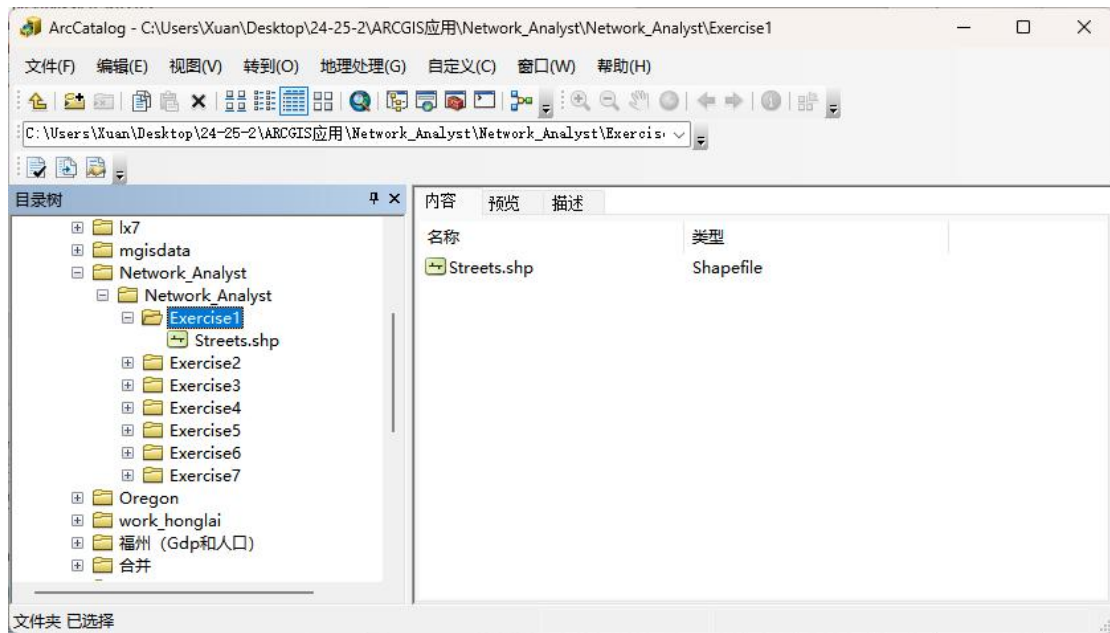 ArcCatalog - C:\Users\Xuan\Desktop\24-25-2\ARCGIS应用\Network_Analyst\Network_Analyst\Exercise1
文件(F) 编辑(E) 视图(V) 转到(O) 地理处理(G) 自定义(C) 窗口(W) 帮助(H)
C:\Users\Xuan\Desktop\24-25-2\ARCGIS应用\Network_Analyst\Network_Analyst\Exercis
目录树
内容 预览 描述
名称 类型
Streets.shp Shapefile
lx7
mgisdata
Network_Analyst
Network_Analyst
Exercise1
Streets.shp
Exercise2
Exercise3
Exercise4
Exercise5
Exercise6
Exercise7
Oregon
work_honglai
福州 (Gdp和人口)
合并
文件夹 已选择